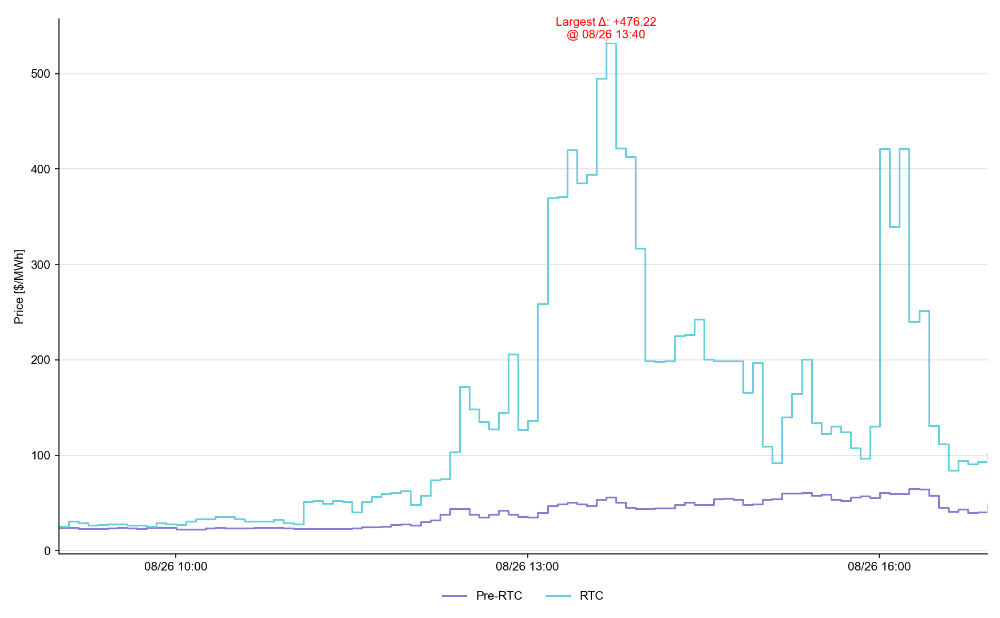 Largest Δ: +476.22
@ 08/26 13:40
Price [$/MWh]
500
400
300
200
100
0
08/26 10:00
08/26 13:00
08/26 16:00
Pre-RTC
RTC